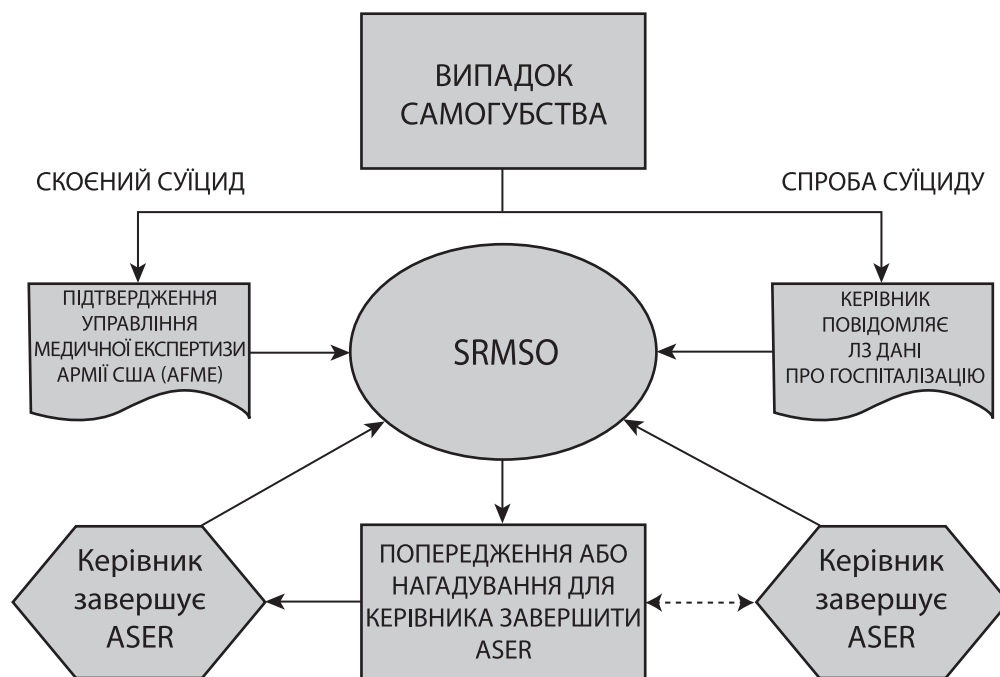 ВИПАДОК
САМОГУБСТВА
СКОЄНИЙ СУЇЦИД
СПРОБА СУЇЦИДУ
ПІДТВЕРДЖЕННЯ
УПРАВЛІННЯ
МЕДИЧНОЇ ЕКСПЕРТИЗИ
АРМІЇ США (AFME)
SRMSO
КЕРІВНИК
ПОВІДОМЛЯЄ
ЛЗ ДАНІ
ПРО ГОСПІТАЛІЗАЦІЮ
Керівник
завершує
ASER
ПОПЕРЕДЖЕННЯ АБО
НАГАДУВАННЯ ДЛЯ
КЕРІВНИКА ЗАВЕРШИТИ
ASER
Керівник
завершує
ASER